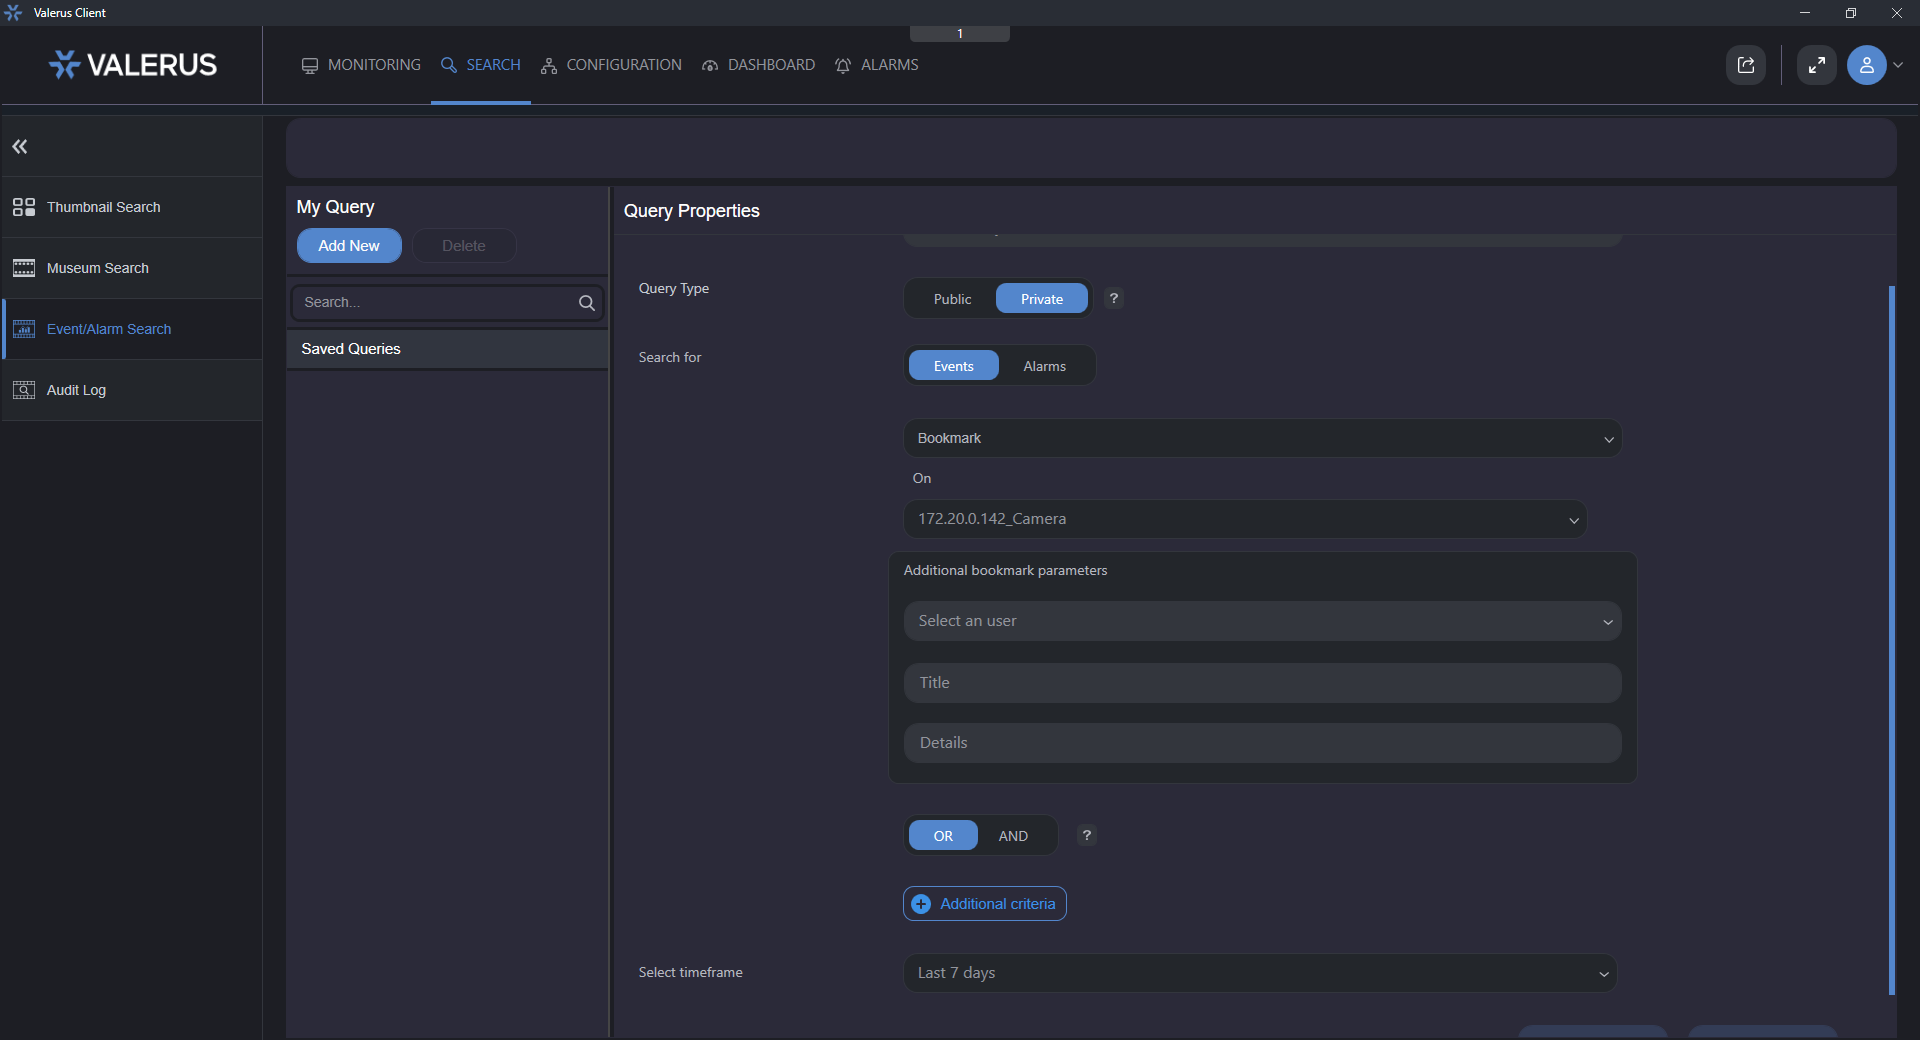 Valerus Client
1
VALERUS
MONITORING
SEARCH
CONFIGURATION
DASHBOARD
ALARMS
Thumbnail Search
Museum Search
Event/Alarm Search
Audit Log
My Query
Add New
Delete
Search...
Saved Queries
Query Properties
Query Type
Public
Private
?
Search for
Events
Alarms
Bookmark
On
172.20.0.142_Camera
Additional bookmark parameters
Select an user
Title
Details
OR
AND
?
Additional criteria
Select timeframe
Last 7 days